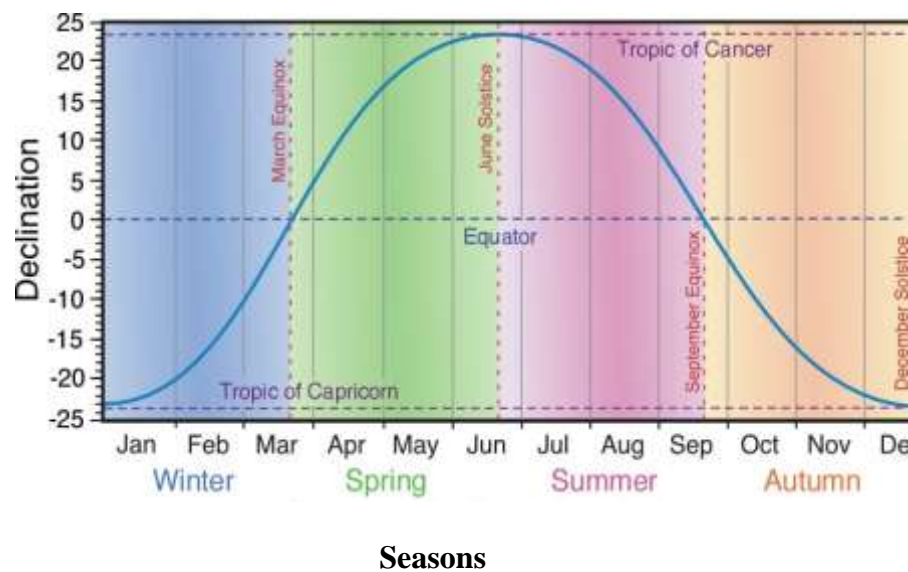 25
20
15
10
5
0
-5
-10
-15
-20
-25
Declination
Tropic of Cancer
March Equinox
June Solstice
Equator
September Equinox
December Solstice
Tropic of Capricorn
Jan Feb Mar Apr May Jun Jul Aug Sep Oct Nov De
Winter Spring Summer Autumn
Seasons